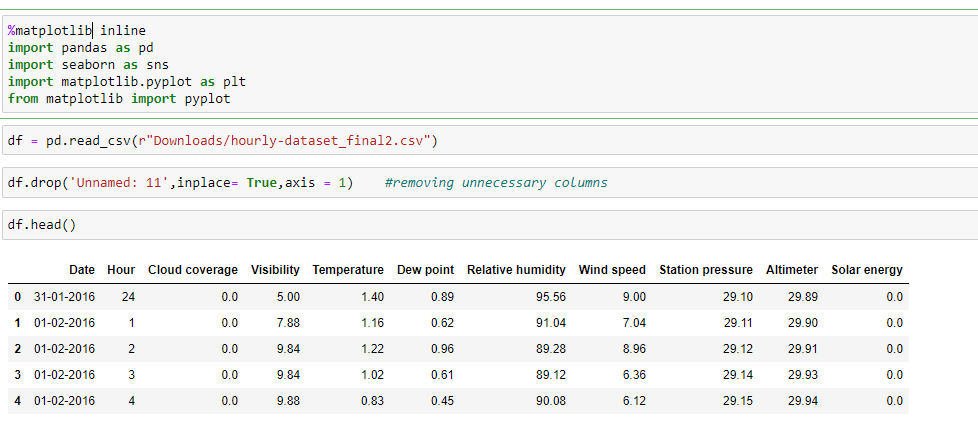 %matplotlib inline
import pandas as pd
import seaborn as sns
import matplotlib.pyplot as plt
from matplotlib import pyplot
df = pd.read_csv(r"Downloads/hourly-dataset_final2.csv")
df.drop('Unnamed: 11',inplace= True,axis = 1)    #removing unnecessary columns
df.head()
Date Hour Cloud coverage Visibility Temperature Dew point Relative humidity Wind speed Station pressure Altimeter Solar energy
0 31-01-2016 24 0.0 5.00 1.40 0.89 95.56 9.00 29.10 29.89 0.0
1 01-02-2016 1 0.0 7.88 1.16 0.62 91.04 7.04 29.11 29.90 0.0
2 01-02-2016 2 0.0 9.84 1.22 0.96 89.28 8.96 29.12 29.91 0.0
3 01-02-2016 3 0.0 9.84 1.02 0.61 89.12 6.36 29.14 29.93 0.0
4 01-02-2016 4 0.0 9.88 0.83 0.45 90.08 6.12 29.15 29.94 0.0